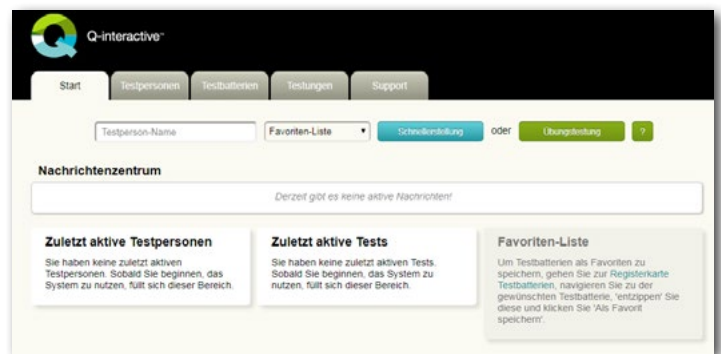 Q-interactive™
Start Testpersonen Testbatterien Testungen Support
Testperson-Name Favoriten-Liste Schnellerstellung oder Übungstestung ?
Nachrichtenzentrum
Derzeit gibt es keine aktive Nachrichten!
Zuletzt aktive Testpersonen
Sie haben keine zuletzt aktiven
Testpersonen. Sobald Sie beginnen, das
System zu nutzen, füllt sich dieser Bereich.
Zuletzt aktive Tests
Sie haben keine zuletzt aktiven Tests.
Sobald Sie beginnen, das System zu
nutzen, füllt sich dieser Bereich.
Favoriten-Liste
Um Testbatterien als Favoriten zu
speichern, gehen Sie zur Registerkarte
Testbatterien, navigieren Sie zu der
gewünschten Testbatterie, 'entzippen' Sie
diese und klicken Sie 'Als Favorit
speichern'.